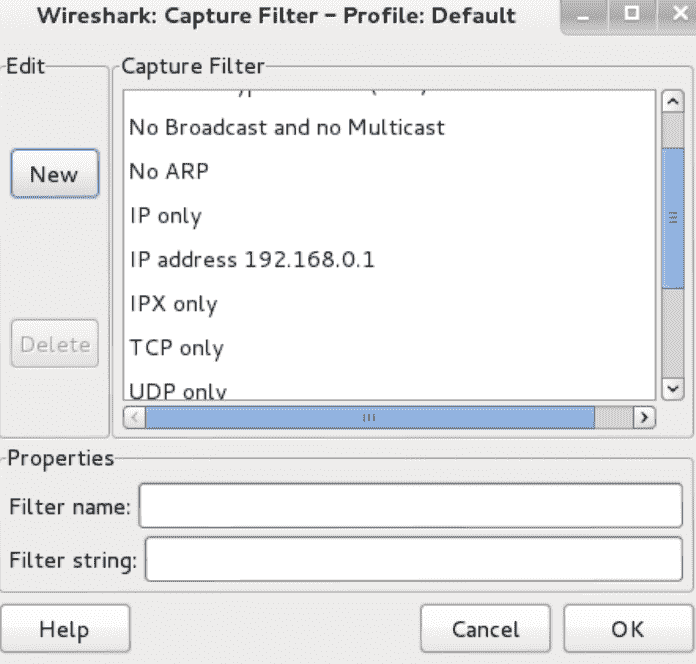 Wireshark: Capture Filter – Profile: Default
Edit
Capture Filter
No Broadcast and no Multicast
New
No ARP
IP only
IP address 192.168.0.1
IPX only
Delete
TCP only
UDP only
Properties
Filter name:
Filter string:
Help
Cancel
OK